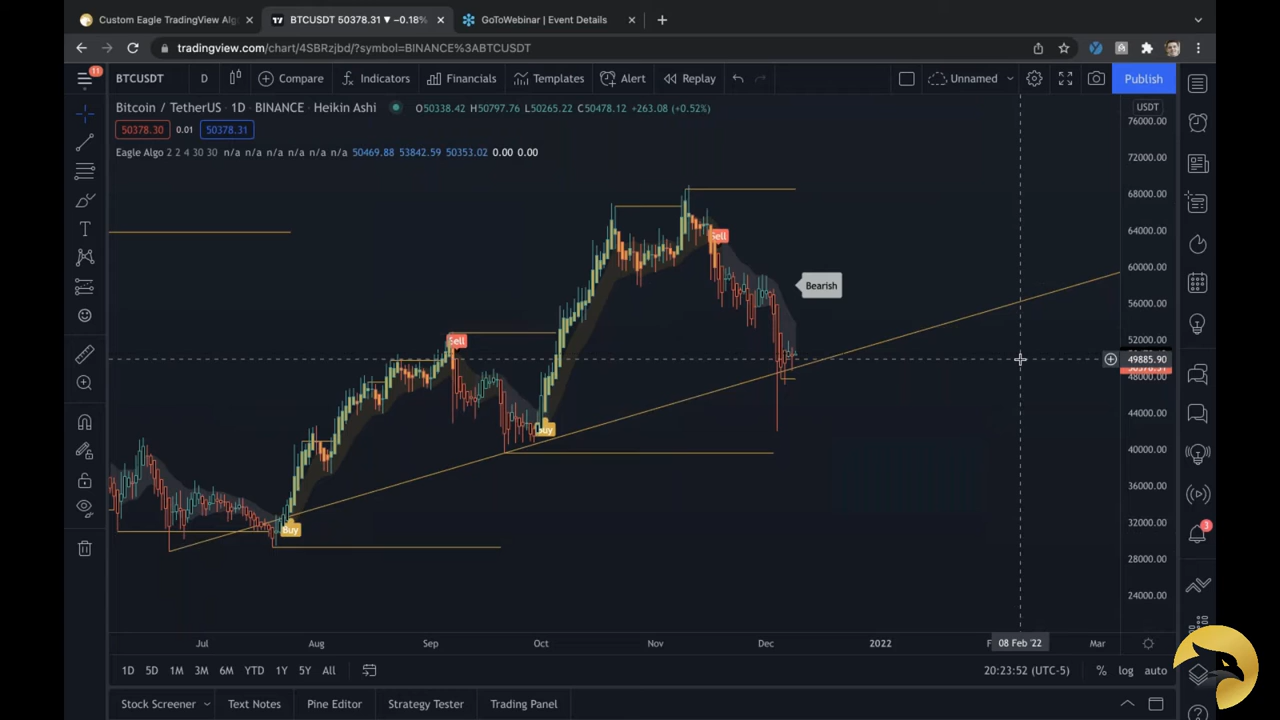 Custom Eagle TradingView Alg
BTCUSDT 50378.31 ▼ −0.18%
GoToWebinar | Event Details
tradingview.com/chart/4SBRzjbd/?symbol=BINANCE%3ABTCUSDT
11
BTCUSDT D Compare Indicators Financials Templates Alert Replay Unnamed Publish
Bitcoin / TetherUS · 1D · BINANCE · Heikin Ashi O50338.42 H50797.76 L50265.22 C50478.12 +263.08 (+0.52%)
USDT
50378.30 0.01 50378.31
Eagle Algo 2 2 4 30 30 n/a n/a n/a n/a n/a n/a 50469.88 53842.59 50353.02 0.00 0.00
76000.00
72000.00
68000.00
64000.00
60000.00
56000.00
52000.00
49885.90
48000.00
44000.00
40000.00
36000.00
32000.00
28000.00
24000.00
Sell
Bearish
Sell
Buy
Buy
3
Jul Aug Sep Oct Nov Dec 2022 08 Feb '22 Mar
1D 5D 1M 3M 6M YTD 1Y 5Y All 20:23:52 (UTC-5) % log auto
Stock Screener Text Notes Pine Editor Strategy Tester Trading Panel